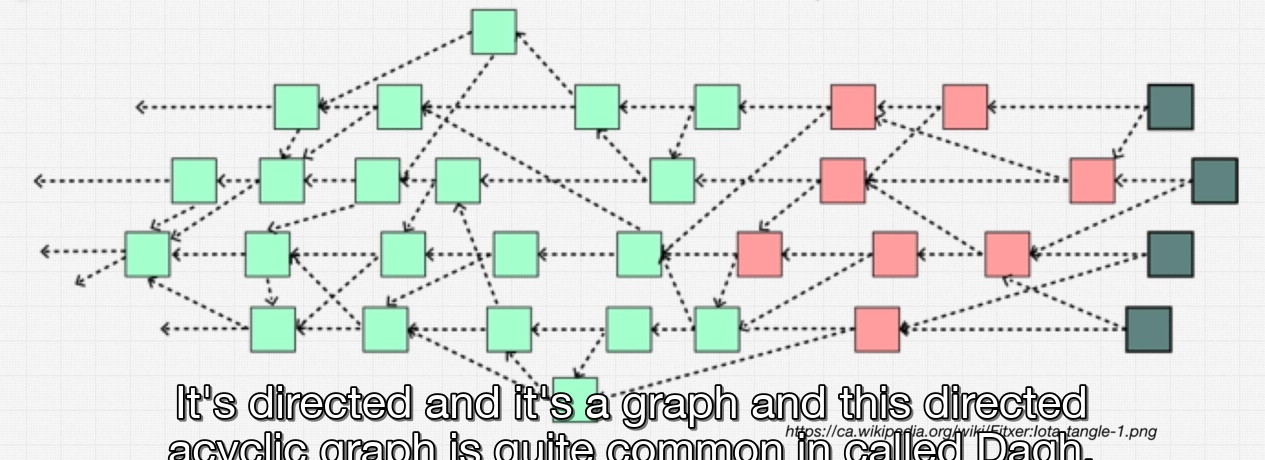 It's directed and it's a graph and this directed
https://ca.wikipedia.org/wiki/Fitxer:Iota-tangle-1.png
acyclic graph is quite common in called Dagh.